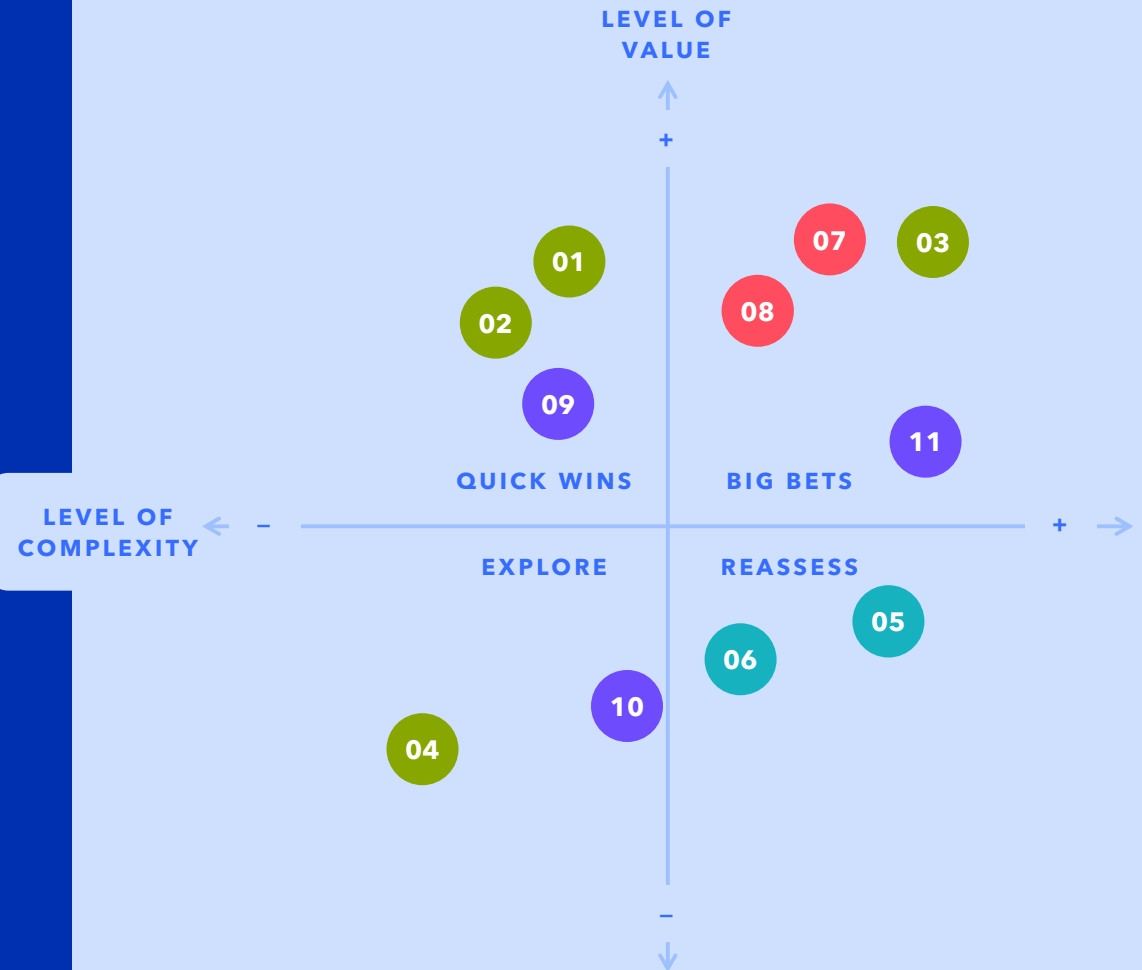 LEVEL OF
VALUE
+
07
03
01
08
02
09
11
QUICK WINS
BIG BETS
LEVEL OF
COMPLEXITY
–
+
EXPLORE
REASSESS
05
06
10
04
–